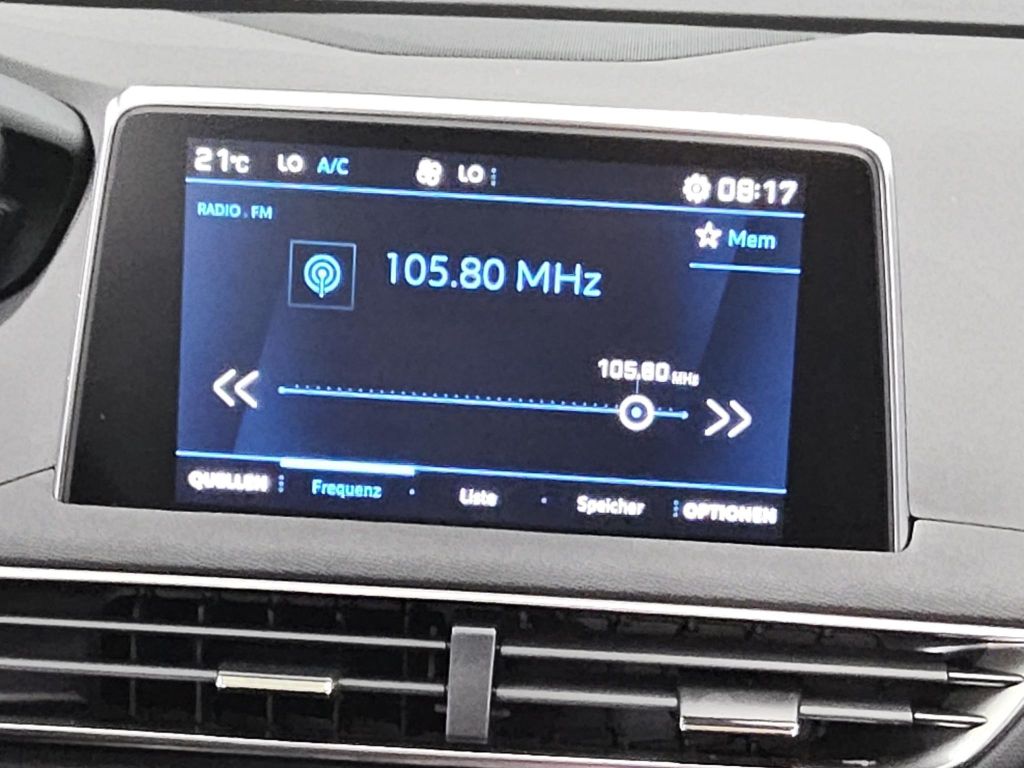 21°C LO A/C LO 08:17
RADIO FM
Mem
105.80 MHz
105.80 MHz
QUELLEN Frequenz Liste Speicher OPTIONEN